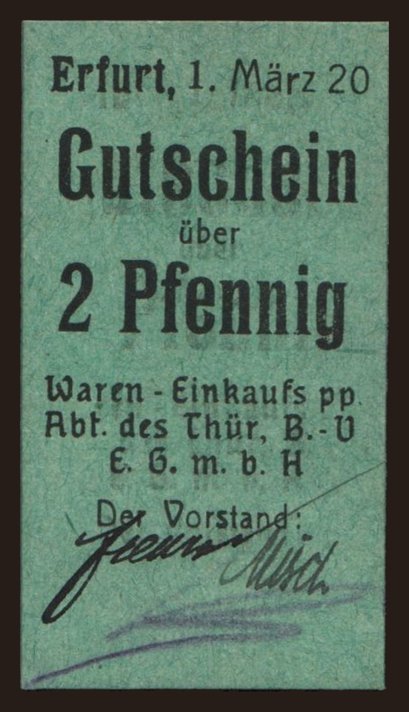 Erfurt, 1. März 20
Gutschein
über
2 Pfennig
Waren-Einkaufs pp.
Abt. des Thür, B.-V
E. G. m. b. H
Der Vorstand: